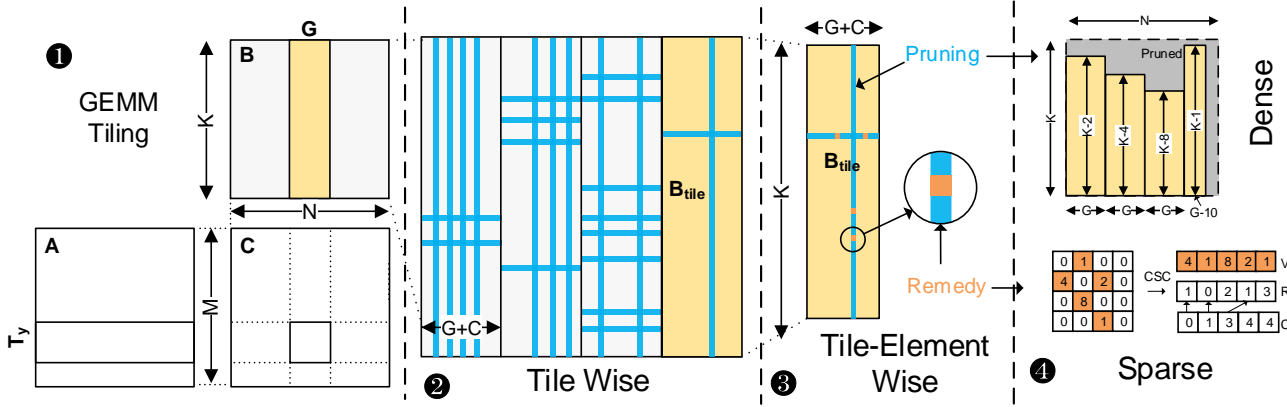 ❶
GEMM
Tiling
G
B
K
N
A
C
M
Ty
G+C
Btile
❷
Tile Wise
G+C
K
Btile
Pruning
Remedy
❸
Tile-Element
Wise
N
K
Pruned
K-2
K-4
K-8
K-1
G
G
G
G-10
Dense
0 1 0 0
4 0 2 0
0 8 0 0
0 0 1 0
CSC
4 1 8 2 1
V
1 0 2 1 3
R
0 1 3 4 4
❹
Sparse